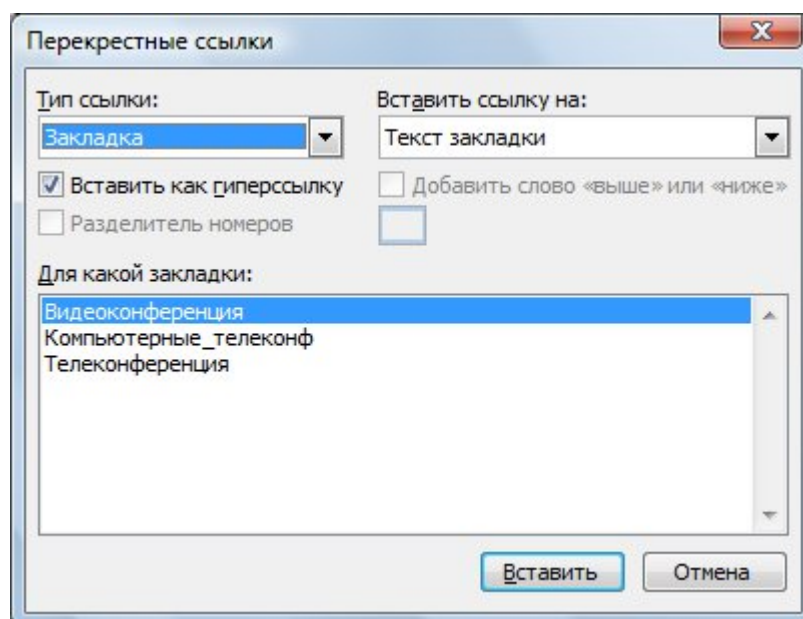 Перекрестные ссылки
Тип ссылки:
Вставить ссылку на:
Закладка
Текст закладки
Вставить как гиперссылку
Добавить слово «выше» или «ниже»
Разделитель номеров
Для какой закладки:
Видеоконференция
Компьютерные_телеконф
Телеконференция
Вставить
Отмена